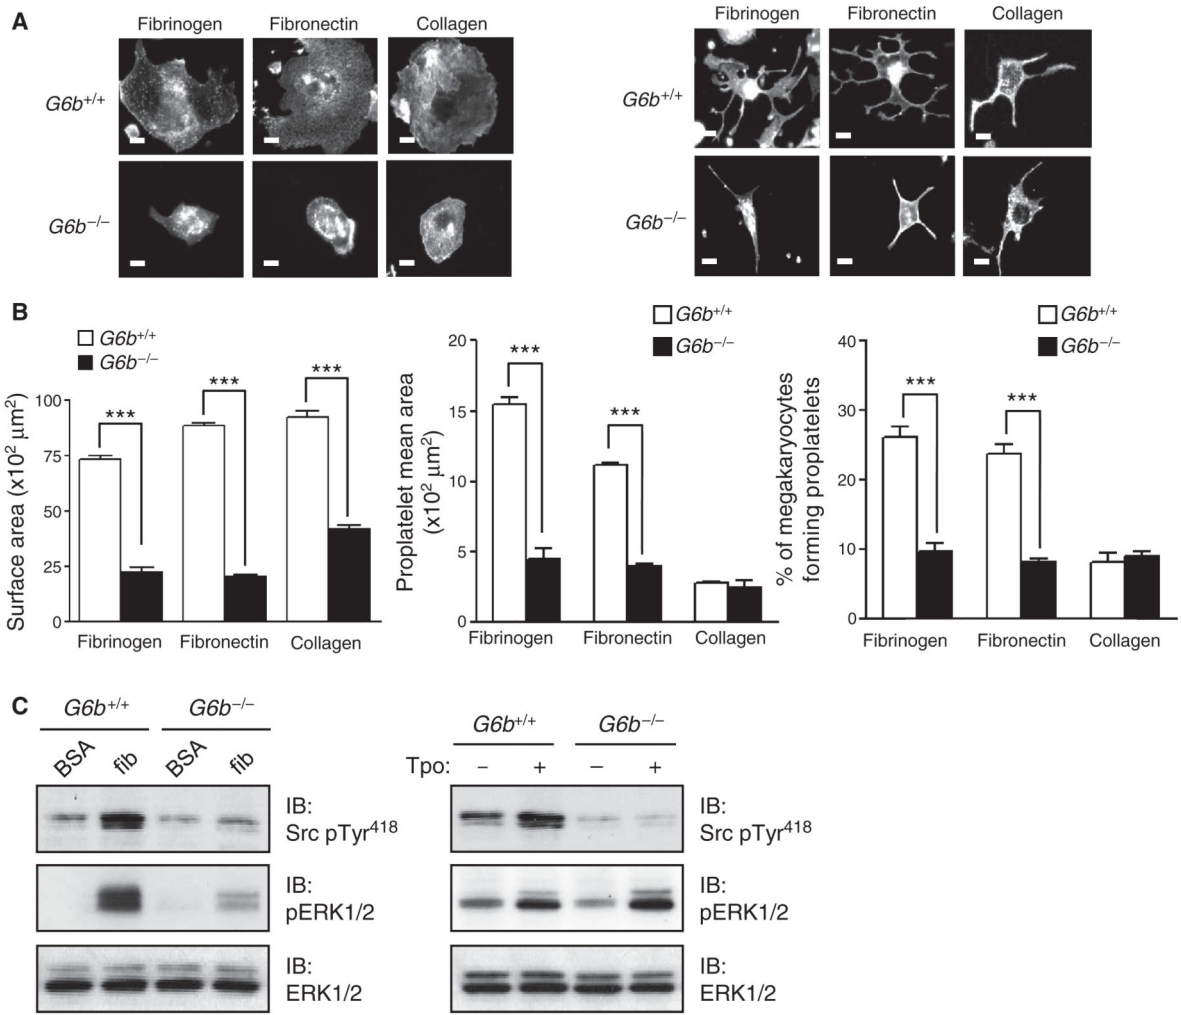 A
Fibrinogen Fibronectin Collagen
G6b+/+
G6b−/−
Fibrinogen Fibronectin Collagen
G6b+/+
G6b−/−
B
G6b+/+
G6b−/−
Surface area (x10² μm²)
100
75
50
25
0
*** *** ***
Fibrinogen Fibronectin Collagen
G6b+/+
G6b−/−
Proplatelet mean area
(x10² μm²)
20
15
10
5
0
*** ***
Fibrinogen Fibronectin Collagen
G6b+/+
G6b−/−
% of megakaryocytes
forming proplatelets
40
30
20
10
0
*** ***
Fibrinogen Fibronectin Collagen
C
G6b+/+ G6b−/−
BSA fib BSA fib
IB:
Src pTyr⁴¹⁸
IB:
pERK1/2
IB:
ERK1/2
G6b+/+ G6b−/−
Tpo: − + − +
IB:
Src pTyr⁴¹⁸
IB:
pERK1/2
IB:
ERK1/2